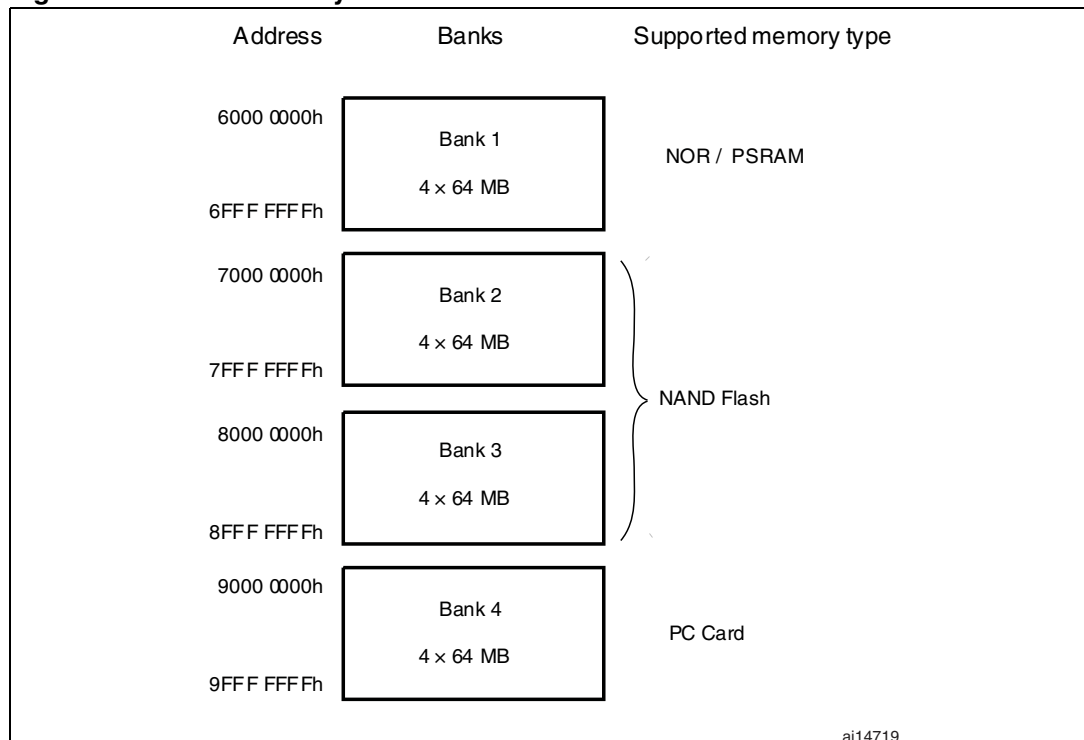 Address Banks Supported memory type
6000 0000h
Bank 1
NOR / PSRAM
4 × 64 MB
6FFF FFFFh
7000 0000h
Bank 2
4 × 64 MB
7FFF FFFFh
NAND Flash
8000 0000h
Bank 3
4 × 64 MB
8FFF FFFFh
9000 0000h
Bank 4
PC Card
4 × 64 MB
9FFF FFFFh
ai14719